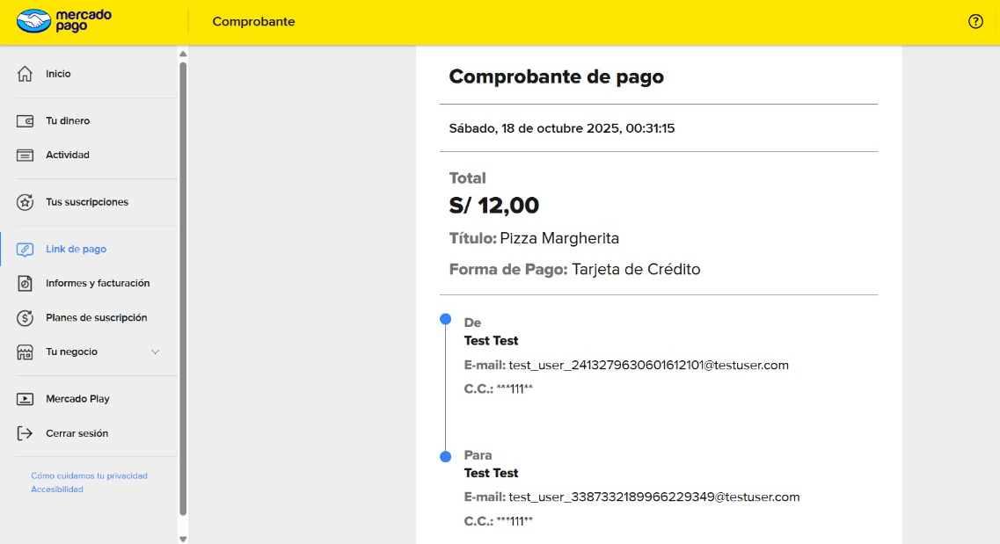 mercado
pago
Comprobante
Inicio
Tu dinero
Actividad
Tus suscripciones
Link de pago
Informes y facturación
Planes de suscripción
Tu negocio
Mercado Play
Cerrar sesión
Cómo cuidamos tu privacidad
Accesibilidad
Comprobante de pago
Sábado, 18 de octubre 2025, 00:31:15
Total
S/ 12,00
Título: Pizza Margherita
Forma de Pago: Tarjeta de Crédito
De
Test Test
E-mail: test_user_2413279630601612101@testuser.com
C.C.: ***111**
Para
Test Test
E-mail: test_user_3387332189966229349@testuser.com
C.C.: ***111**